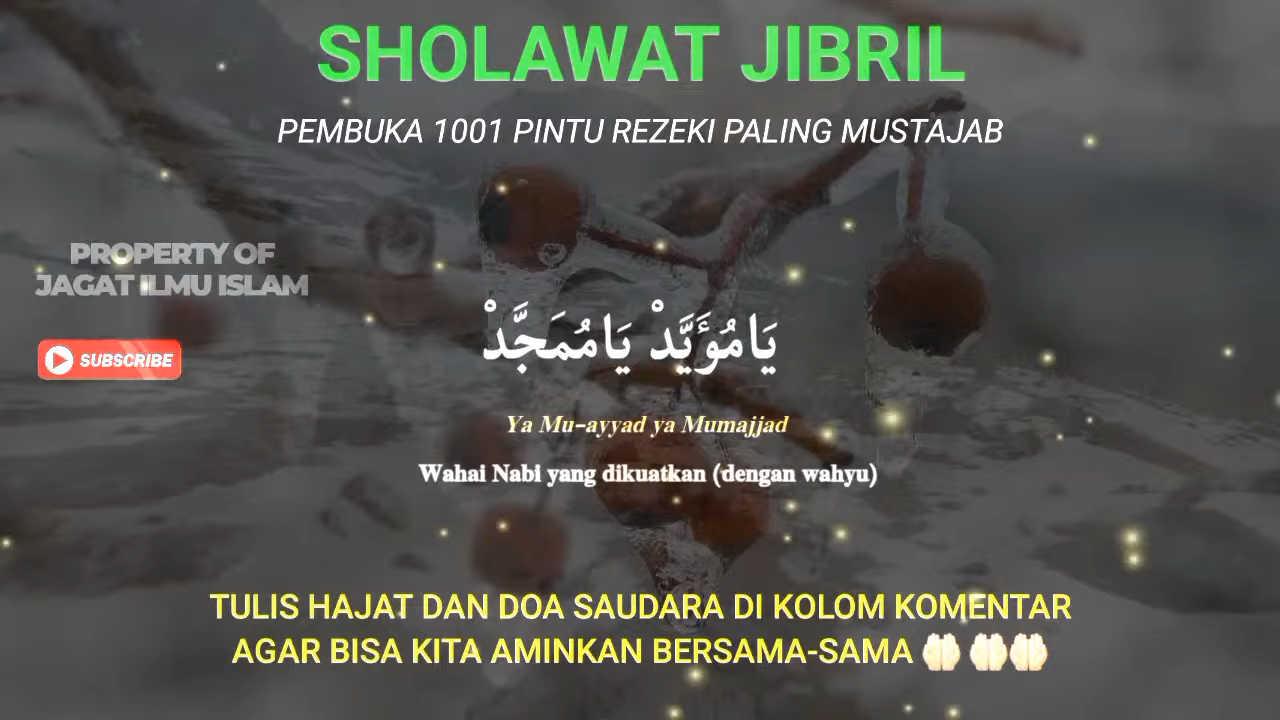 SHOLAWAT JIBRIL
PEMBUKA 1001 PINTU REZEKI PALING MUSTAJAB
PROPERTY OF
JAGAT ILMU ISLAM
SUBSCRIBE
يَامُؤَيَّدْ يَامُمَجَّدْ
Ya Mu-ayyad ya Mumajjad
Wahai Nabi yang dikuatkan (dengan wahyu)
TULIS HAJAT DAN DOA SAUDARA DI KOLOM KOMENTAR
AGAR BISA KITA AMINKAN BERSAMA-SAMA 🤲🏻 🤲🏻🤲🏻